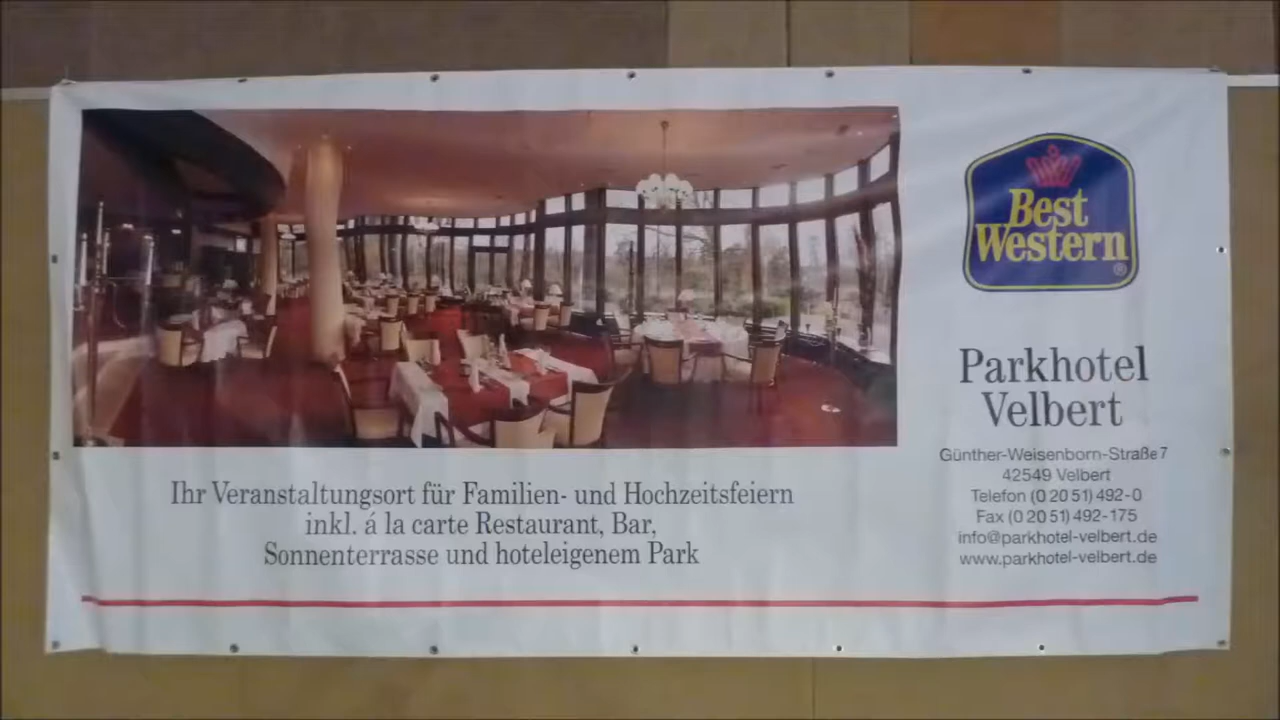 Best
Western®
Parkhotel
Velbert
Günther-Weisenborn-Straße 7
42549 Velbert
Telefon (0 20 51) 492-0
Fax (0 20 51) 492-175
info@parkhotel-velbert.de
www.parkhotel-velbert.de
Ihr Veranstaltungsort für Familien- und Hochzeitsfeiern
inkl. á la carte Restaurant, Bar,
Sonnenterrasse und hoteleigenem Park